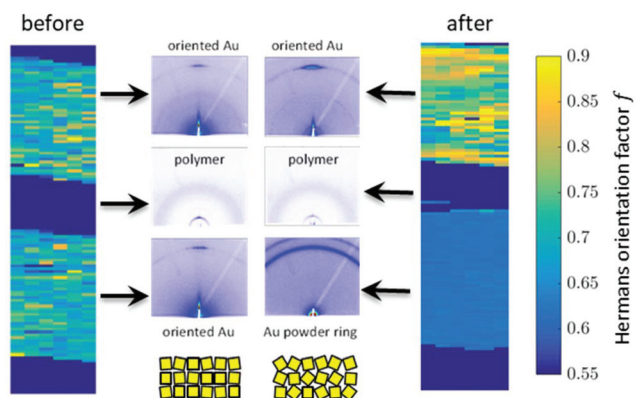 before
after
oriented Au
oriented Au
polymer
polymer
oriented Au
Au powder ring
0.9
0.85
0.8
0.75
0.7
0.65
0.6
0.55
Hermans orientation factor f